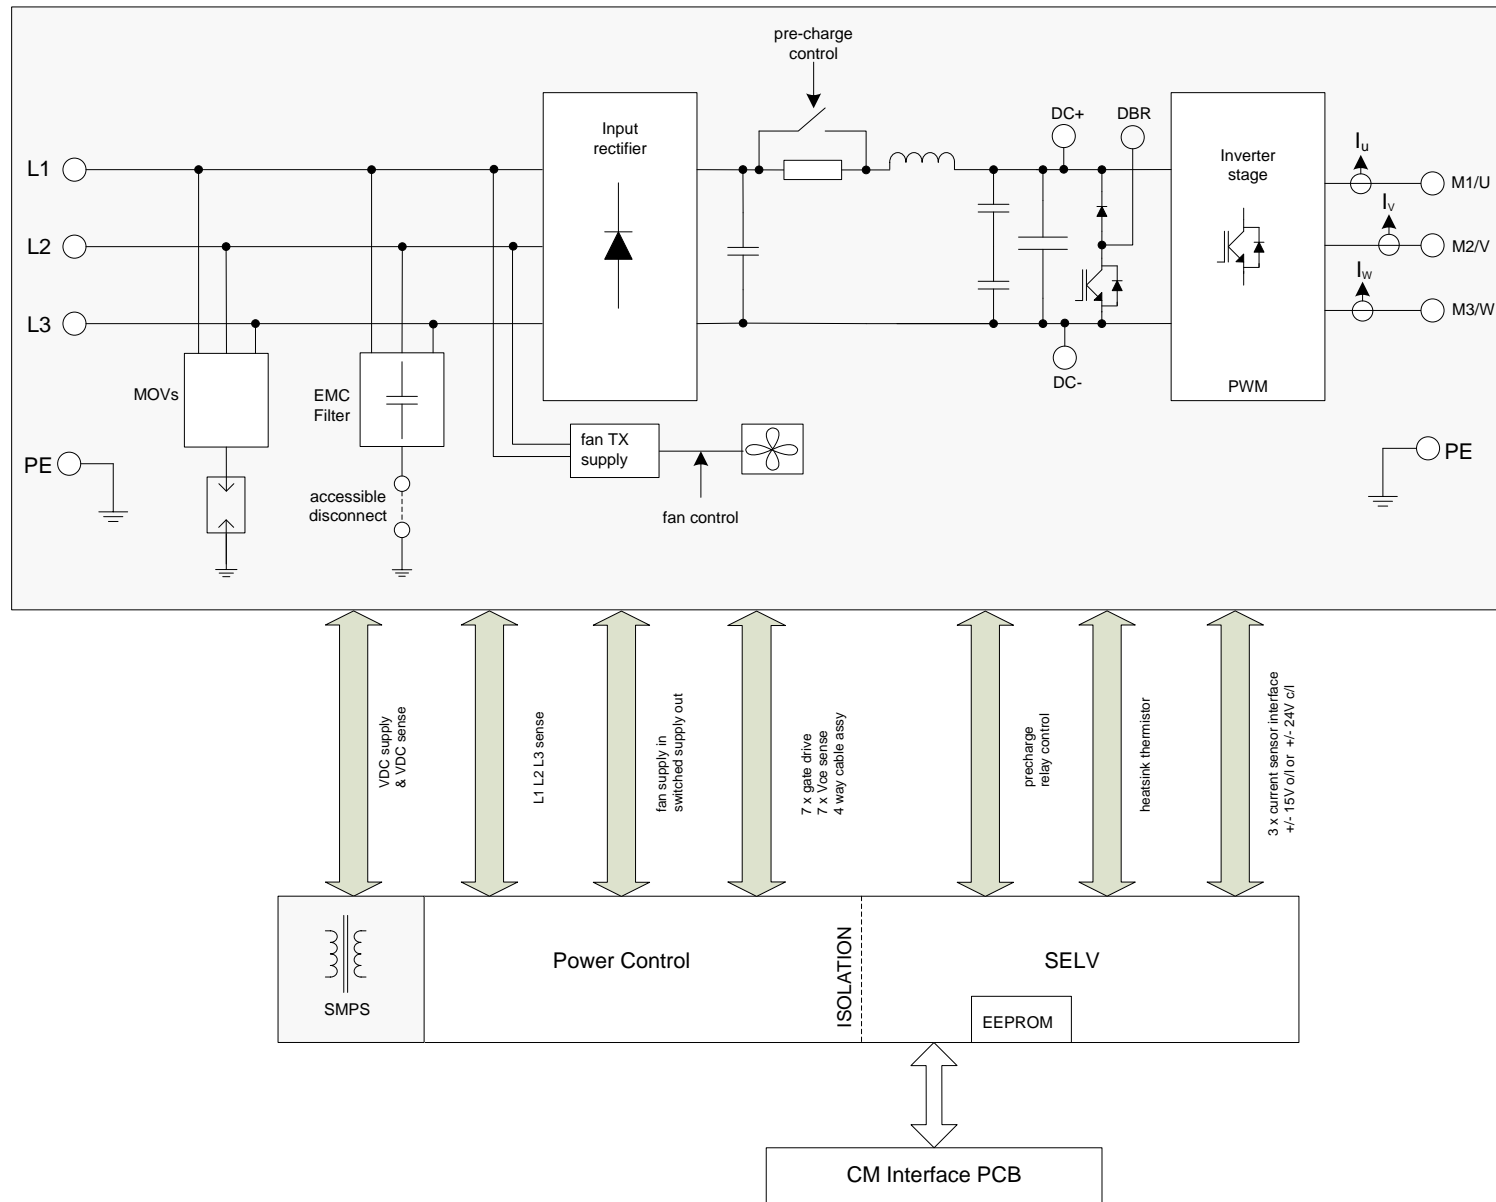 pre-charge
control
DC+
DBR
Input
rectifier
Inverter
stage
Iu
L1
M1/U
Iv
L2
M2/V
Iw
L3
M3/W
DC-
PWM
MOVs
EMC
Filter
fan TX
supply
PE
PE
accessible
disconnect
fan control
VDC supply
& VDC sense
L1 L2 L3 sense
fan supply in
switched supply out
7 x gate drive
7 x Vce sense
4 way cable assy
precharge
relay control
heatsink thermistor
3 x current sensor interface
+/- 15V o/l or +/- 24V c/l
Power Control
ISOLATION
SELV
SMPS
EEPROM
CM Interface PCB